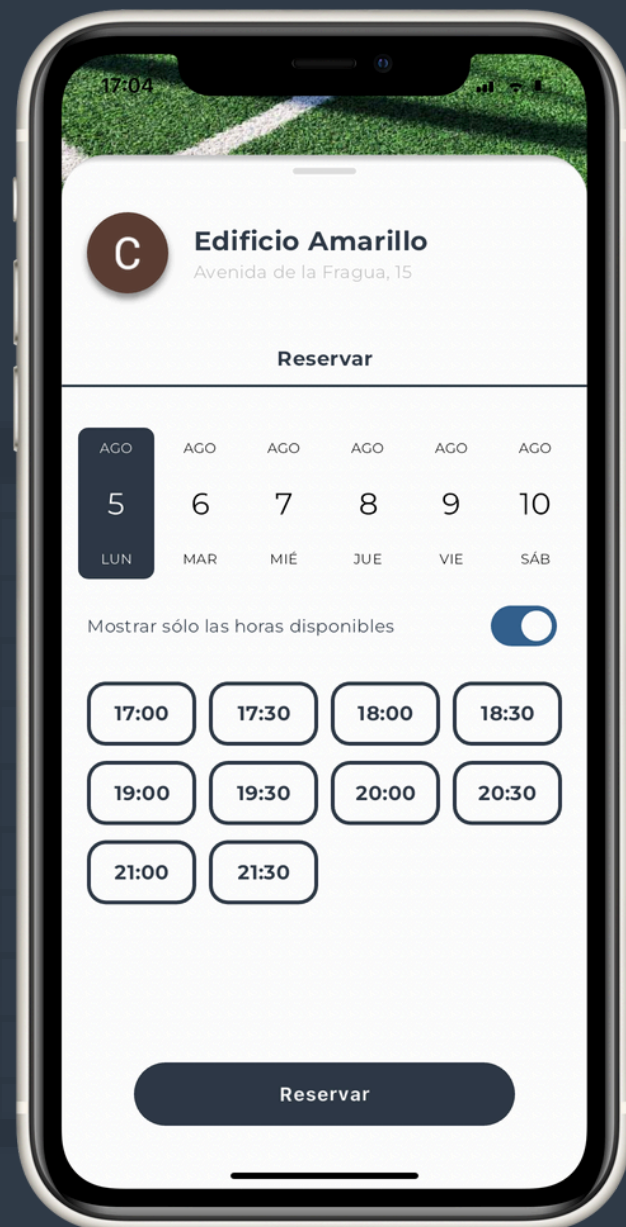 17:04
C
Edificio Amarillo
Avenida de la Fragua, 15
Reservar
AGO AGO AGO AGO AGO AGO
5 6 7 8 9 10
LUN MAR MIÉ JUE VIE SÁB
Mostrar sólo las horas disponibles
17:00 17:30 18:00 18:30
19:00 19:30 20:00 20:30
21:00 21:30
Reservar